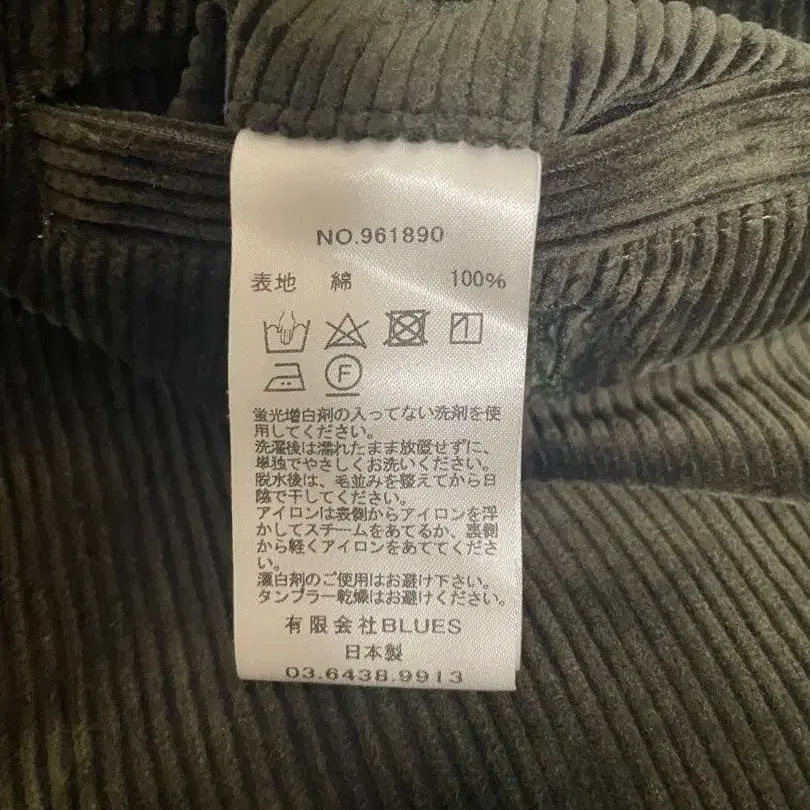 NO.961890
表地 綿 100%
F
蛍光増白剤の入ってない洗剤を使
用してください。
洗濯後は濡れたまま放置せずに、
単独でやさしくお洗いください。
脱水後は、毛並みを整えてから日
陰で干してください。
アイロンは表側からアイロンを浮
かしてスチームをあてるか、裏側
から軽くアイロンをあててくださ
い。
漂白剤のご使用はお避け下さい。
タンブラー乾燥はお避けください。
有限会社BLUES
日本製
03.6438.9913